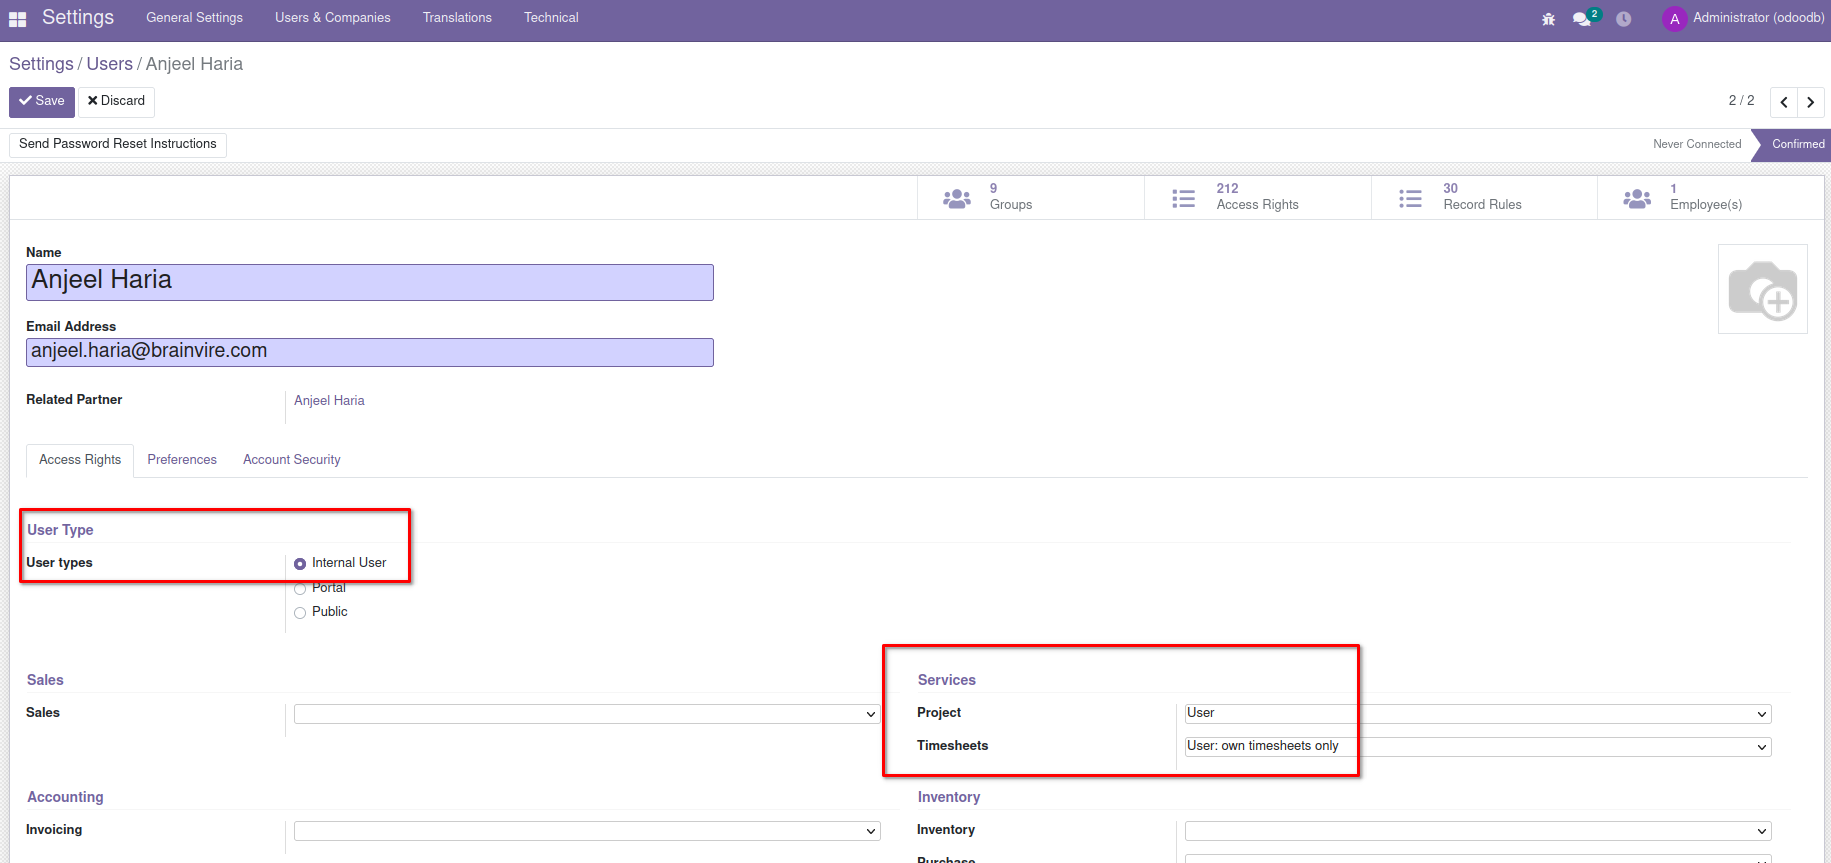 Settings General Settings Users & Companies Translations Technical 2 A Administrator (odoodb)
Settings / Users / Anjeel Haria
Save Discard 2 / 2
Send Password Reset Instructions Never Connected Confirmed
9 Groups 212 Access Rights 30 Record Rules 1 Employee(s)
Name
Anjeel Haria
Email Address
anjeel.haria@brainvire.com
Related Partner Anjeel Haria
Access Rights Preferences Account Security
User Type
User types Internal User
Portal
Public
Sales Services
Sales Project User
Timesheets User: own timesheets only
Accounting Inventory
Invoicing Inventory
Purchase